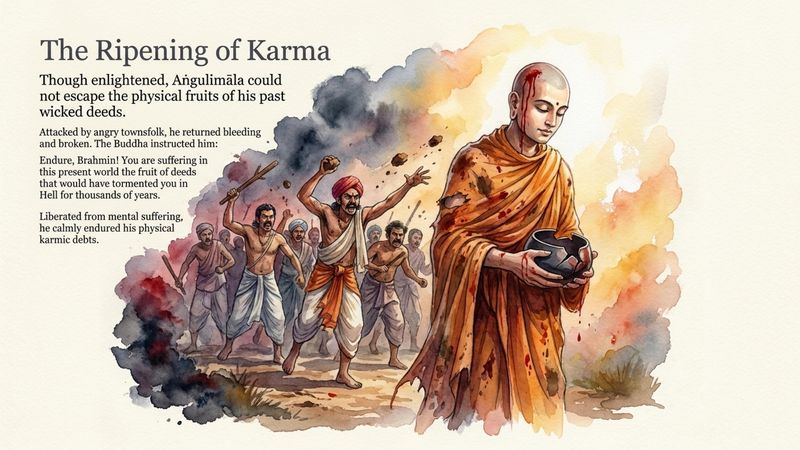 The Ripening of Karma
Though enlightened, Aṅgulimāla could
not escape the physical fruits of his past
wicked deeds.
Attacked by angry townsfolk, he returned bleeding
and broken. The Buddha instructed him:
Endure, Brahmin! You are suffering in
this present world the fruit of deeds
that would have tormented you in
Hell for thousands of years.
Liberated from mental suffering,
he calmly endured his physical
karmic debts.